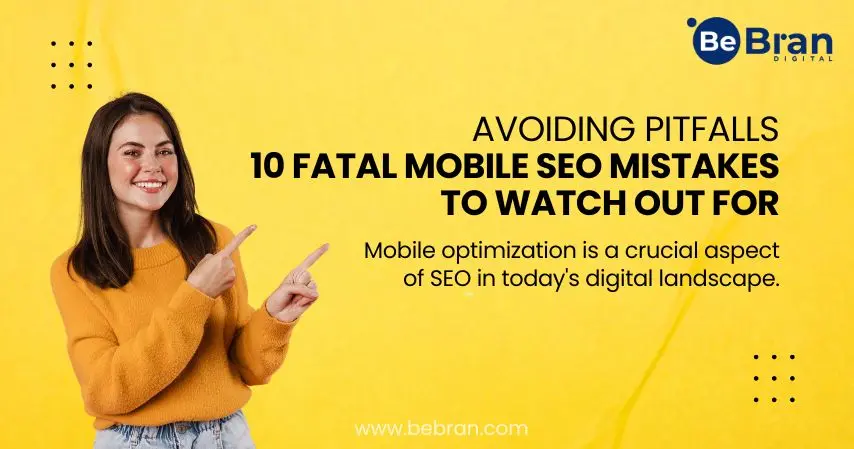 Be Bran
DIGITAL
AVOIDING PITFALLS
10 FATAL MOBILE SEO MISTAKES
TO WATCH OUT FOR
Mobile optimization is a crucial aspect
of SEO in today's digital landscape.
www.bebran.com